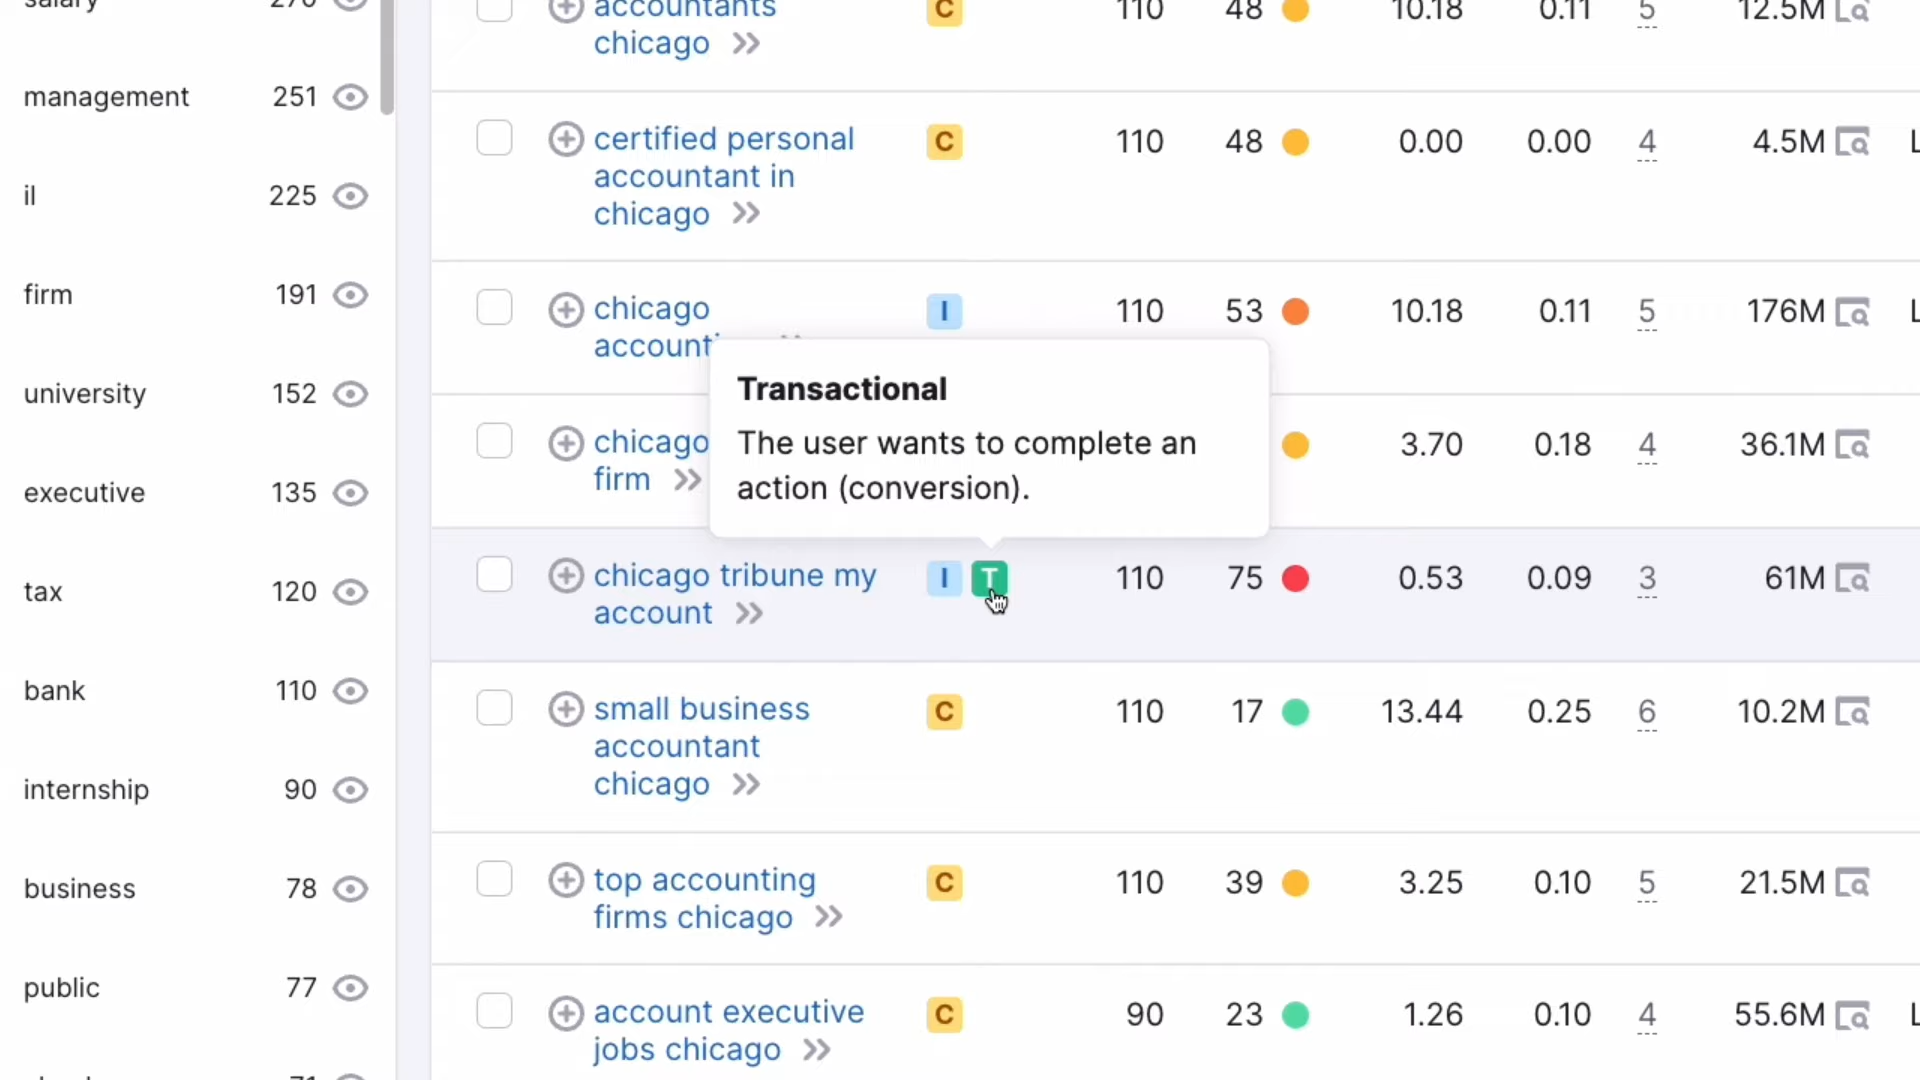 salary 270
management 251
il 225
firm 191
university 152
executive 135
tax 120
bank 110
internship 90
business 78
public 77
71
accountants
chicago >> C 110 48 10.18 0.11 5 12.5M
certified personal
accountant in
chicago >> C 110 48 0.00 0.00 4 4.5M L
chicago
I 110 53 10.18 0.11 5 176M L
chicago
firm >> 3.70 0.18 4 36.1M
Transactional
The user wants to complete an
action (conversion).
chicago tribune my
account >> I T 110 75 0.53 0.09 3 61M
small business
accountant
chicago >> C 110 17 13.44 0.25 6 10.2M
top accounting
firms chicago >> C 110 39 3.25 0.10 5 21.5M
account executive
jobs chicago >> C 90 23 1.26 0.10 4 55.6M L